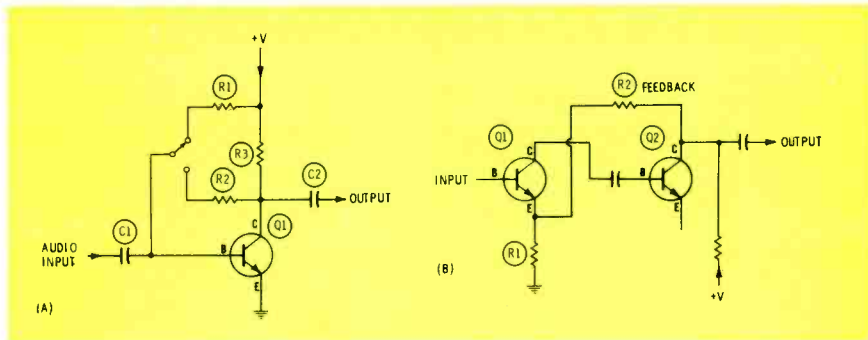 +V
R1
R3
R2
C2
OUTPUT
C
Q1
C1
AUDIO
INPUT
B
E
(A)
R2 FEEDBACK
Q1
C
Q2
C
OUTPUT
INPUT
B
B
E
E
R1
(B)
+V